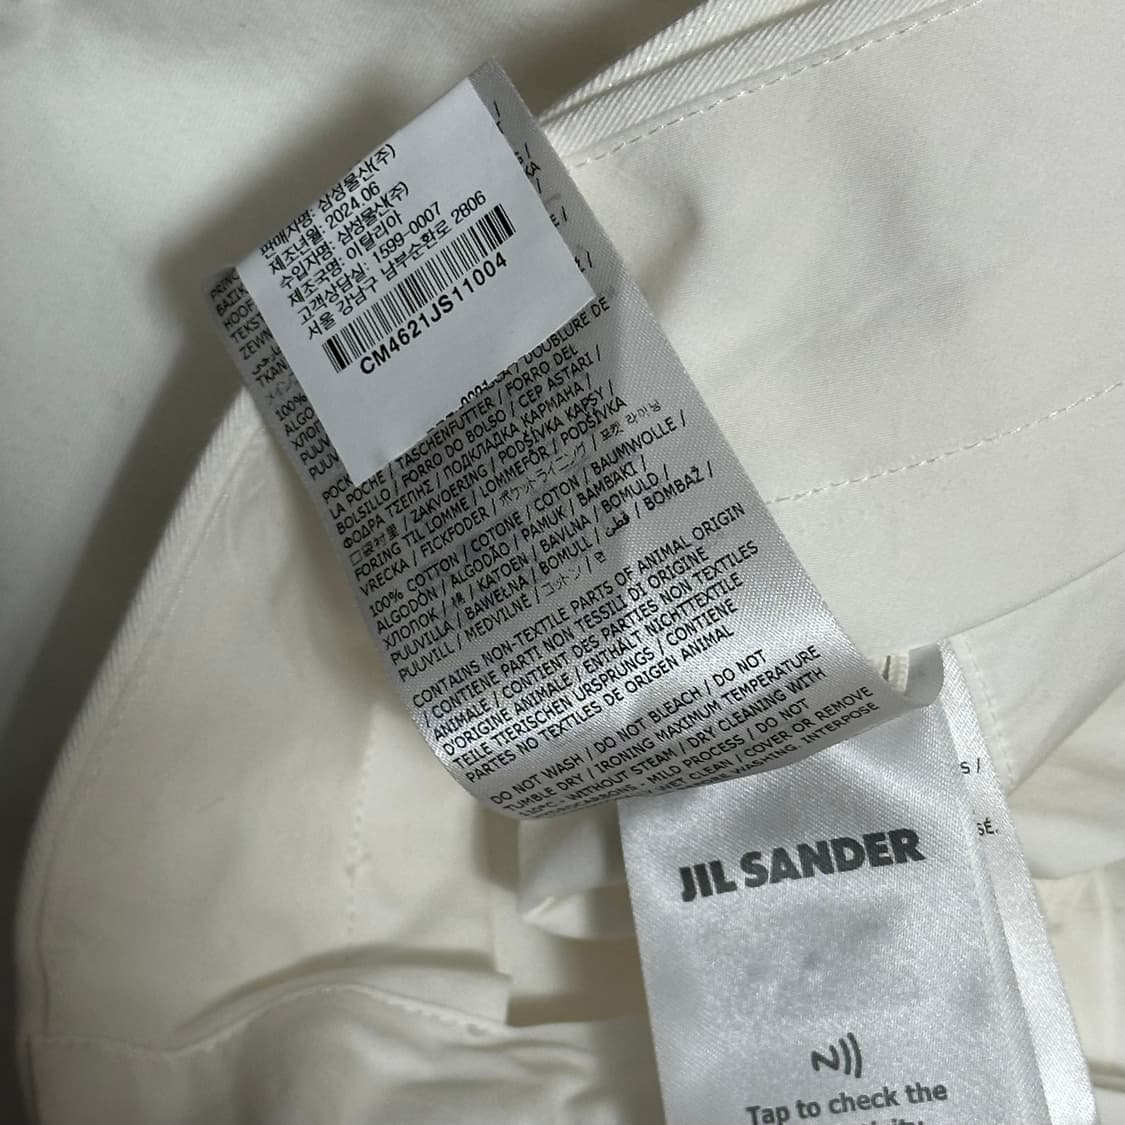 판매자명: 삼성물산(주)
제조년월: 2024.06
수입자명: 삼성물산(주)
제조국명: 이탈리아
고객상담실: 1599-0007
서울 강남구 남부순환로 2806
CM4621JS11004
DOUBLURE DE
LA POCHE / TASCHENFUTTER / FORRO DEL
BOLSILLO / FORRO DO BOLSO / CEP ASTARI /
ΦΟΔΡΑ ΤΣΕΠΗΣ / ПОДКЛАДКА КАРМАНА /
口袋衬里 / ZAKVOERING / PODŠÍVKA KAPSY /
FORING TIL LOMME / LOMMEFÔR / PODŠÍVKA
VRECKA / FICKFODER / ポケットライニング / 포켓 라이닝
100% COTTON / COTONE / COTON / BAUMWOLLE /
ALGODÓN / ALGODÃO / PAMUK / ΒΑΜΒΑΚΙ /
ХЛОПОК / 棉 / KATOEN / BAVLNA / BOMULD /
PUUVILLA / BAWEŁNA / BOMULL / قطن / BOMBAŽ /
PUUVILL / MEDVILNĖ / コットン / 면
CONTAINS NON-TEXTILE PARTS OF ANIMAL ORIGIN
/ CONTIENE PARTI NON TESSILI DI ORIGINE
ANIMALE / CONTIENT DES PARTIES NON TEXTILES
D'ORIGINE ANIMALE / ENTHÄLT NICHTTEXTILE
TEILE TIERISCHEN URSPRUNGS / CONTIENE
PARTES NO TEXTILES DE ORIGEN ANIMAL
DO NOT WASH / DO NOT BLEACH / DO NOT
TUMBLE DRY / IRONING MAXIMUM TEMPERATURE
110°C - WITHOUT STEAM / DRY CLEANING WITH
HYDROCARBONS - MILD PROCESS / DO NOT
WET CLEAN / COVER OR REMOVE
WASHING. INTERPOSE
JIL SANDER
Tap to check the